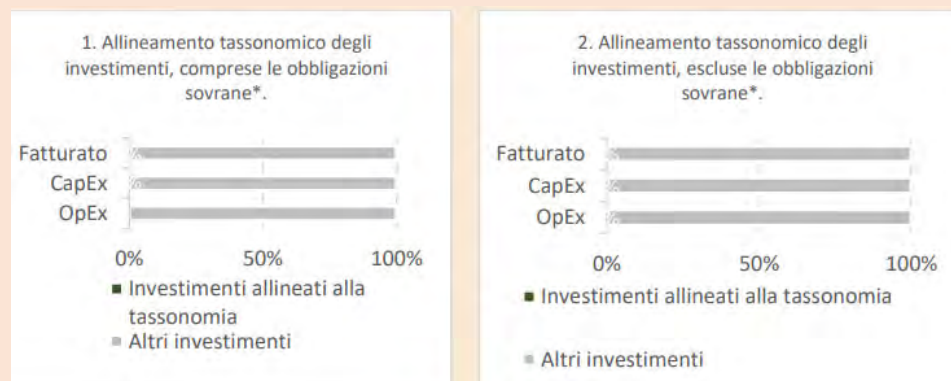 1. Allineamento tassonomico degli
investimenti, comprese le obbligazioni
sovrane*.
Fatturato
CapEx
OpEx
0% 50% 100%
Investimenti allineati alla
tassonomia
Altri investimenti
2. Allineamento tassonomico degli
investimenti, escluse le obbligazioni
sovrane*.
Fatturato
CapEx
OpEx
0% 50% 100%
Investimenti allineati alla tassonomia
Altri investimenti